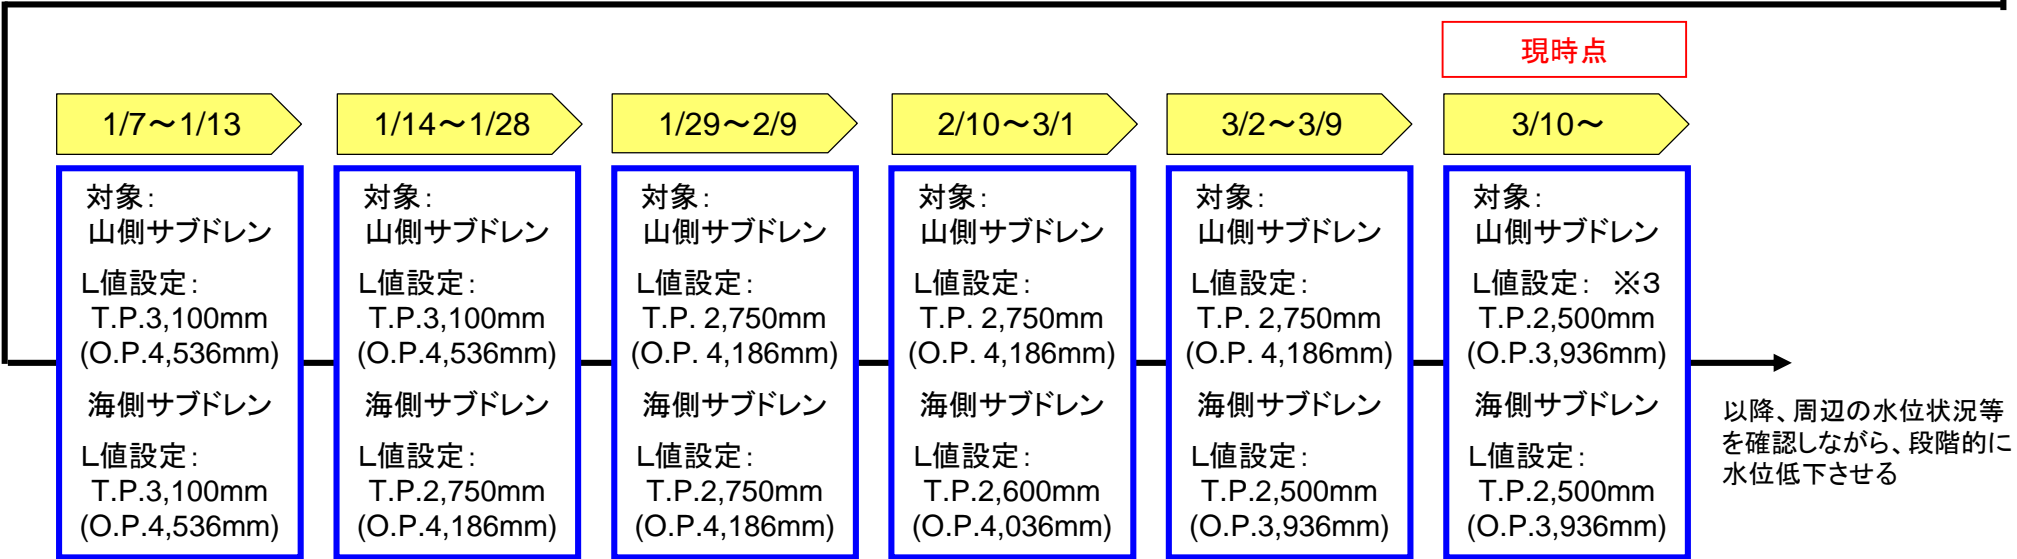 現時点
1/7～1/13
対象:
山側サブドレン
L値設定:
T.P.3,100mm
(O.P.4,536mm)
海側サブドレン
L値設定:
T.P.3,100mm
(O.P.4,536mm)
1/14～1/28
対象:
山側サブドレン
L値設定:
T.P.3,100mm
(O.P.4,536mm)
海側サブドレン
L値設定:
T.P.2,750mm
(O.P.4,186mm)
1/29～2/9
対象:
山側サブドレン
L値設定:
T.P. 2,750mm
(O.P. 4,186mm)
海側サブドレン
L値設定:
T.P.2,750mm
(O.P.4,186mm)
2/10～3/1
対象:
山側サブドレン
L値設定:
T.P. 2,750mm
(O.P. 4,186mm)
海側サブドレン
L値設定:
T.P.2,600mm
(O.P.4,036mm)
3/2～3/9
対象:
山側サブドレン
L値設定:
T.P. 2,750mm
(O.P. 4,186mm)
海側サブドレン
L値設定:
T.P.2,500mm
(O.P.3,936mm)
3/10～
対象:
山側サブドレン
L値設定: ※3
T.P.2,500mm
(O.P.3,936mm)
海側サブドレン
L値設定:
T.P.2,500mm
(O.P.3,936mm)
以降、周辺の水位状況等
を確認しながら、段階的に
水位低下させる